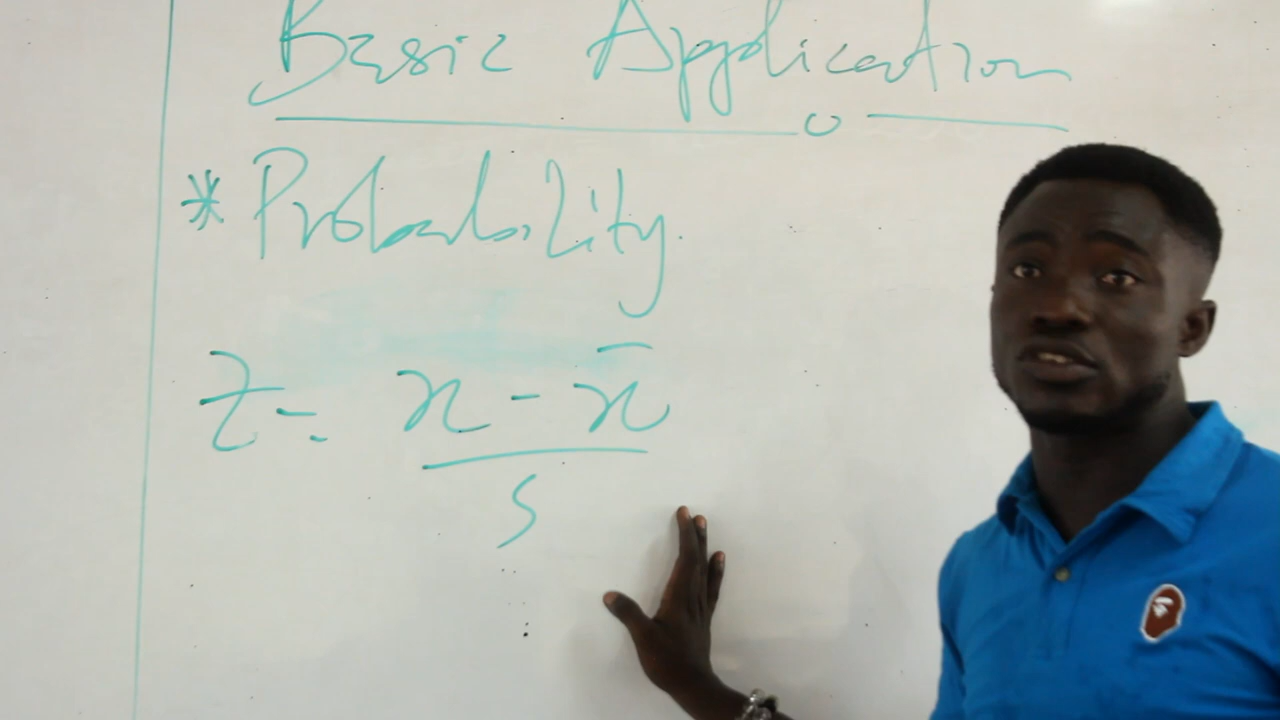 Basic Application
* Probability
z = x - x̄
s